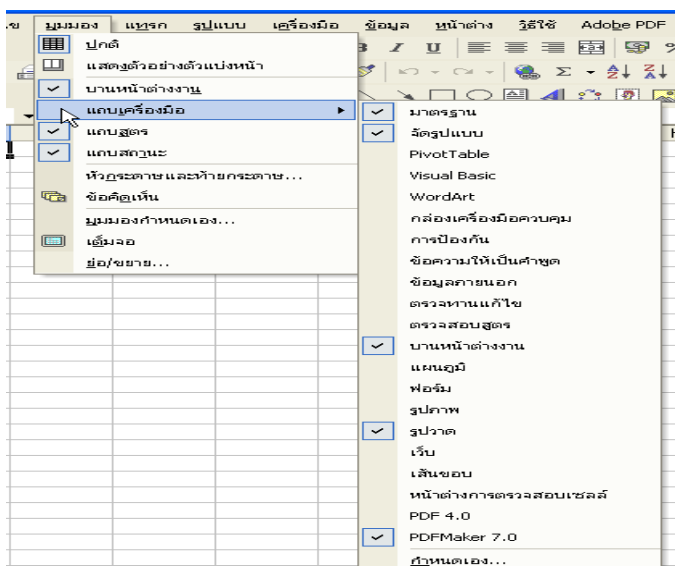 ข มุมมอง แทรก รูปแบบ เครื่องมือ ข้อมูล หน้าต่าง วิธีใช้ Adobe PDF
ปกติ
แสดงตัวอย่างตัวแบ่งหน้า
บานหน้าต่างงาน
แถบเครื่องมือ
แถบสูตร
แถบสถานะ
หัวกระดาษและท้ายกระดาษ...
ข้อคิดเห็น
มุมมองกำหนดเอง...
เต็มจอ
ย่อ/ขยาย...
มาตรฐาน
จัดรูปแบบ
PivotTable
Visual Basic
WordArt
กล่องเครื่องมือควบคุม
การป้องกัน
ข้อความให้เป็นคำพูด
ข้อมูลภายนอก
ตรวจทานแก้ไข
ตรวจสอบสูตร
บานหน้าต่างงาน
แผนภูมิ
ฟอร์ม
รูปภาพ
รูปวาด
เว็บ
เส้นขอบ
หน้าต่างการตรวจสอบเซลล์
PDF 4.0
PDFMaker 7.0
กำหนดเอง...